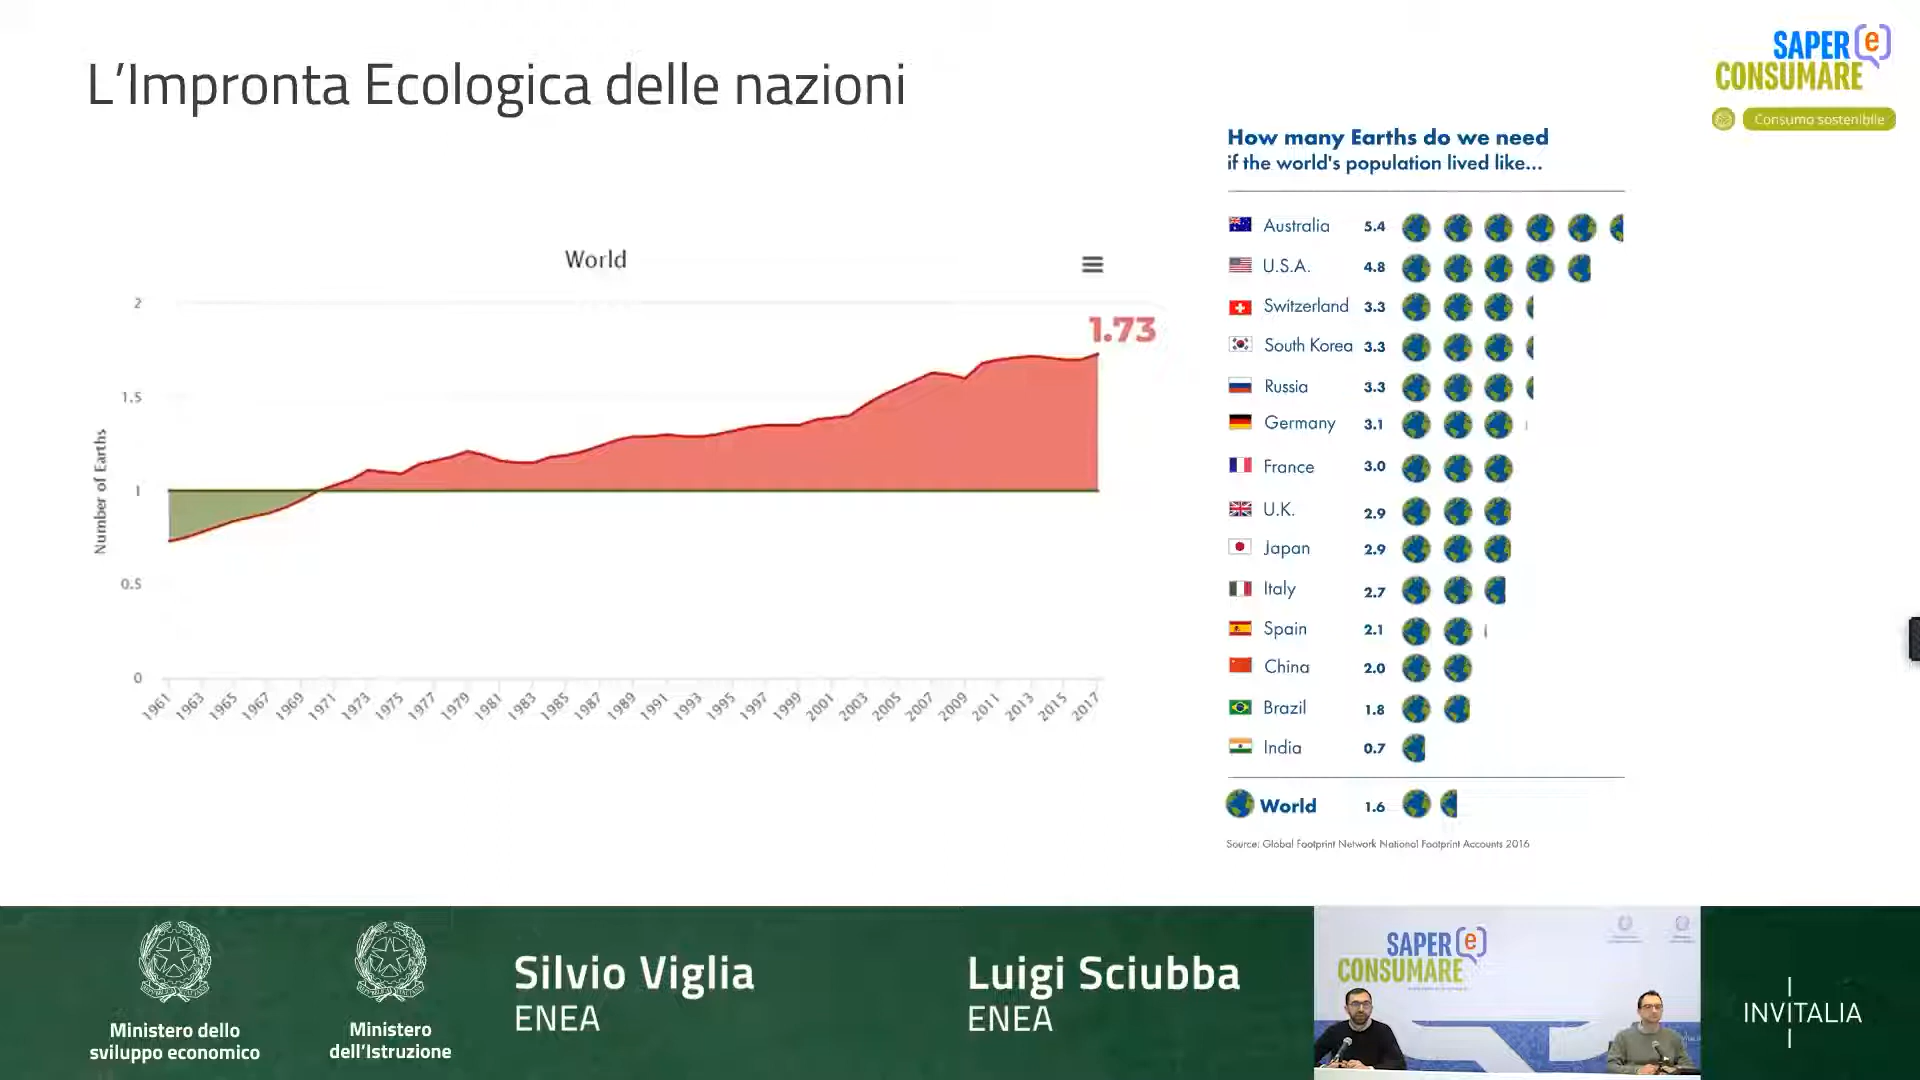 L’Impronta Ecologica delle nazioni
SAPER (e)
CONSUMARE
Consumo sostenibile
World
1.73
Number of Earths
2
1.5
1
0.5
0
1961 1963 1965 1967 1969 1971 1973 1975 1977 1979 1981 1983 1985 1987 1989 1991 1993 1995 1997 1999 2001 2003 2005 2007 2009 2011 2013 2015 2017
How many Earths do we need
if the world's population lived like...
Australia 5.4
U.S.A. 4.8
Switzerland 3.3
South Korea 3.3
Russia 3.3
Germany 3.1
France 3.0
U.K. 2.9
Japan 2.9
Italy 2.7
Spain 2.1
China 2.0
Brazil 1.8
India 0.7
World 1.6
Source: Global Footprint Network National Footprint Accounts 2016
Ministero dello
sviluppo economico
Ministero
dell’Istruzione
Silvio Viglia
ENEA
Luigi Sciubba
ENEA
SAPER (e)
CONSUMARE
INVITALIA